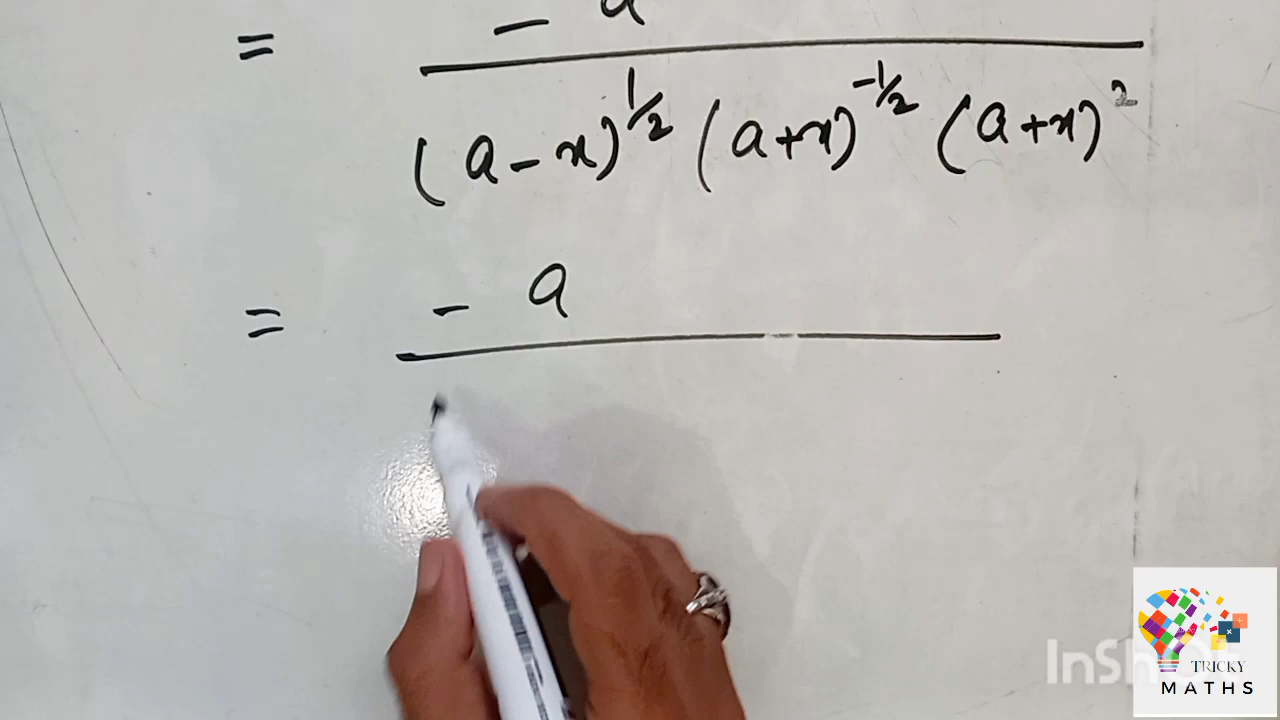 = - a
(a - x)^1/2 (a + x)^-1/2 (a + x)^2
= - a
TRICKY
MATHS